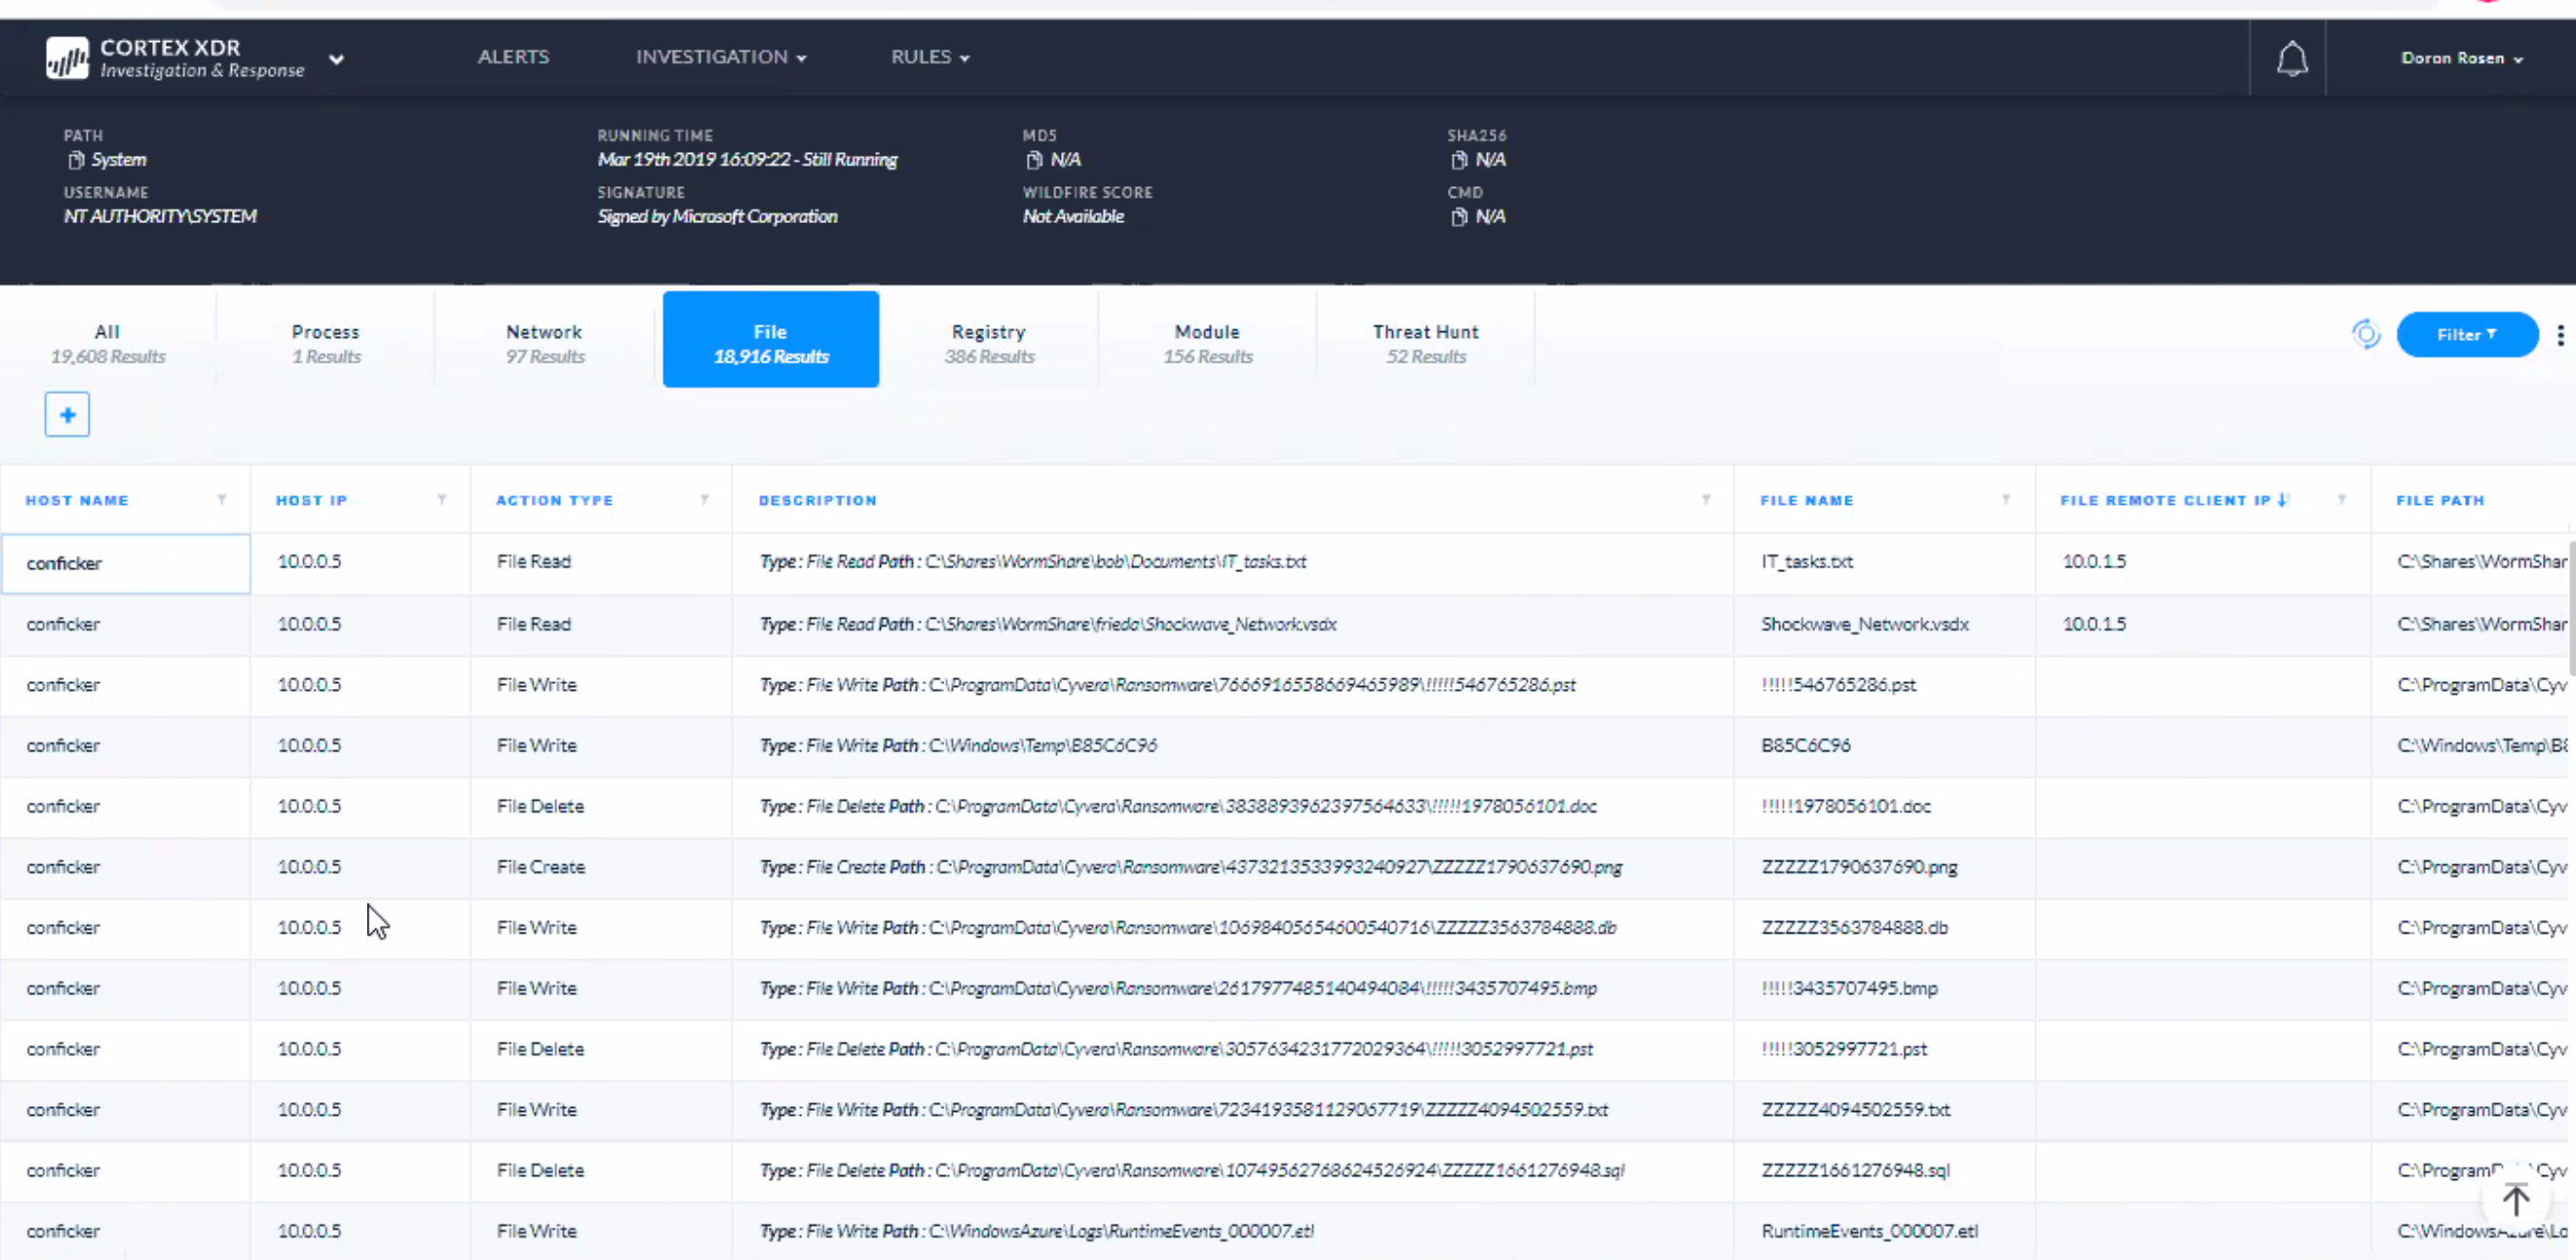 CORTEX XDR
Investigation & Response
ALERTS INVESTIGATION RULES Doron Rosen
PATH RUNNING TIME MD5 SHA256
System Mar 19th 2019 16:09:22 - Still Running N/A N/A
USERNAME SIGNATURE WILDFIRE SCORE CMD
NT AUTHORITY\SYSTEM Signed by Microsoft Corporation Not Available N/A
All Process Network File Registry Module Threat Hunt Filter
19,608 Results 1 Results 97 Results 18,916 Results 386 Results 156 Results 52 Results
+
HOST NAME HOST IP ACTION TYPE DESCRIPTION FILE NAME FILE REMOTE CLIENT IP FILE PATH
conficker 10.0.0.5 File Read Type : File Read Path : C:\Shares\WormShare\bob\Documents\IT_tasks.txt IT_tasks.txt 10.0.1.5 C:\Shares\WormShar
conficker 10.0.0.5 File Read Type : File Read Path : C:\Shares\WormShare\frieda\Shockwave_Network.vsdx Shockwave_Network.vsdx 10.0.1.5 C:\Shares\WormShar
conficker 10.0.0.5 File Write Type : File Write Path : C:\ProgramData\Cyvera\Ransomware\7666916558669465989\!!!!!546765286.pst !!!!!546765286.pst C:\ProgramData\Cyv
conficker 10.0.0.5 File Write Type : File Write Path : C:\Windows\Temp\B85C6C96 B85C6C96 C:\Windows\Temp\B8
conficker 10.0.0.5 File Delete Type : File Delete Path : C:\ProgramData\Cyvera\Ransomware\3838893962397564633\!!!!!1978056101.doc !!!!!1978056101.doc C:\ProgramData\Cyv
conficker 10.0.0.5 File Create Type : File Create Path : C:\ProgramData\Cyvera\Ransomware\4373213533993240927\ZZZZZ1790637690.png ZZZZZ1790637690.png C:\ProgramData\Cyv
conficker 10.0.0.5 File Write Type : File Write Path : C:\ProgramData\Cyvera\Ransomware\10698405654600540716\ZZZZZ3563784888.db ZZZZZ3563784888.db C:\ProgramData\Cyv
conficker 10.0.0.5 File Write Type : File Write Path : C:\ProgramData\Cyvera\Ransomware\2617977485140494084\!!!!!3435707495.bmp !!!!!3435707495.bmp C:\ProgramData\Cyv
conficker 10.0.0.5 File Delete Type : File Delete Path : C:\ProgramData\Cyvera\Ransomware\3057634231772029364\!!!!!3052997721.pst !!!!!3052997721.pst C:\ProgramData\Cyv
conficker 10.0.0.5 File Write Type : File Write Path : C:\ProgramData\Cyvera\Ransomware\7234193581129067719\ZZZZZ4094502559.txt ZZZZZ4094502559.txt C:\ProgramData\Cyv
conficker 10.0.0.5 File Delete Type : File Delete Path : C:\ProgramData\Cyvera\Ransomware\10749562768624526924\ZZZZZ1661276948.sql ZZZZZ1661276948.sql
conficker 10.0.0.5 File Write Type : File Write Path : C:\WindowsAzure\Logs\RuntimeEvents_000007.etl RuntimeEvents_000007.etl